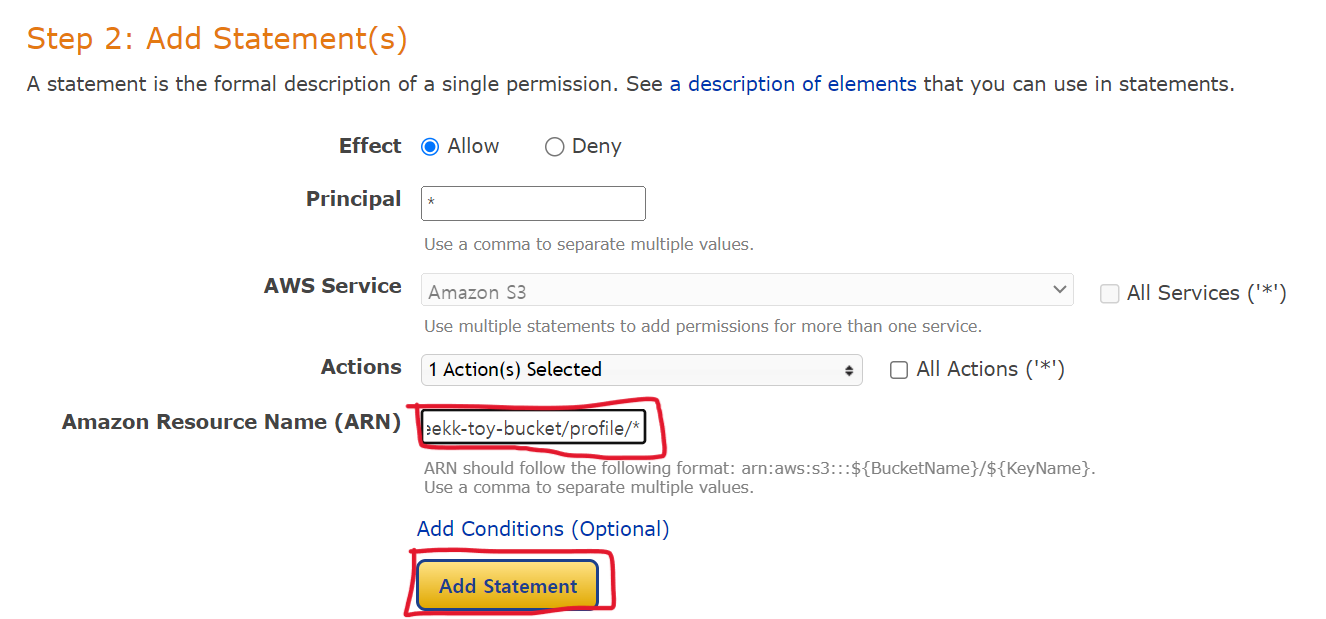 Step 2: Add Statement(s)
A statement is the formal description of a single permission. See a description of elements that you can use in statements.
Effect Allow Deny
Principal *
Use a comma to separate multiple values.
AWS Service Amazon S3 All Services ('*')
Use multiple statements to add permissions for more than one service.
Actions 1 Action(s) Selected All Actions ('*')
Amazon Resource Name (ARN) eekk-toy-bucket/profile/*
ARN should follow the following format: arn:aws:s3:::${BucketName}/${KeyName}.
Use a comma to separate multiple values.
Add Conditions (Optional)
Add Statement